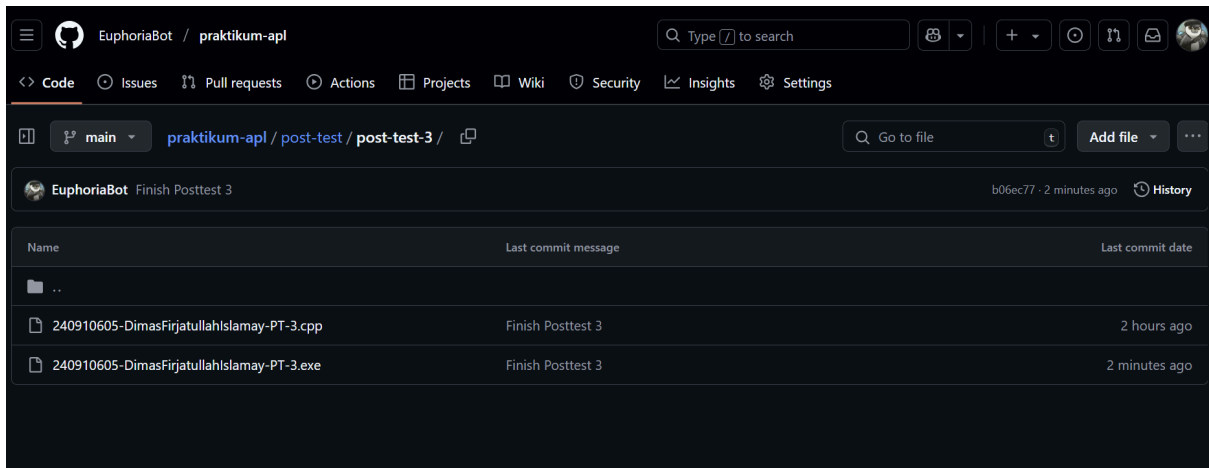 EuphoriaBot / praktikum-apl
Type / to search
Code Issues Pull requests Actions Projects Wiki Security Insights Settings
main praktikum-apl / post-test / post-test-3 /
Go to file t Add file
EuphoriaBot Finish Posttest 3 b06ec77 · 2 minutes ago History
Name Last commit message Last commit date
..
240910605-DimasFirjatullahIslamay-PT-3.cpp Finish Posttest 3 2 hours ago
240910605-DimasFirjatullahIslamay-PT-3.exe Finish Posttest 3 2 minutes ago